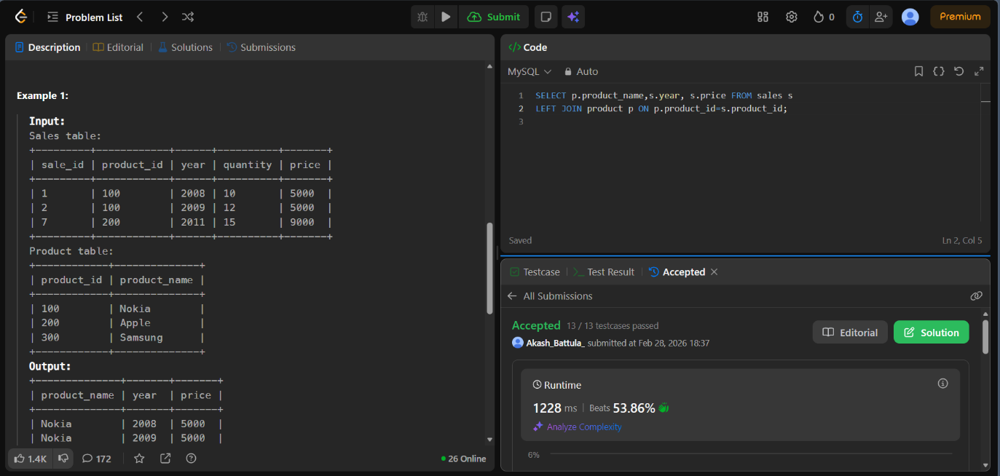 Problem List
Submit
0
Premium
Description
Editorial
Solutions
Submissions
Example 1:
Input:
Sales table:
+---------+------------+------+----------+-------+
| sale_id | product_id | year | quantity | price |
+---------+------------+------+----------+-------+
| 1       | 100        | 2008 | 10       | 5000  |
| 2       | 100        | 2009 | 12       | 5000  |
| 7       | 200        | 2011 | 15       | 9000  |
+---------+------------+------+----------+-------+
Product table:
+------------+--------------+
| product_id | product_name |
+------------+--------------+
| 100        | Nokia        |
| 200        | Apple        |
| 300        | Samsung      |
+------------+--------------+
Output:
+--------------+-------+-------+
| product_name | year  | price |
+--------------+-------+-------+
| Nokia        | 2008  | 5000  |
| Nokia        | 2009  | 5000  |
1.4K
172
26 Online
</> Code
MySQL
Auto
1 SELECT p.product_name,s.year, s.price FROM sales s
2 LEFT JOIN product p ON p.product_id=s.product_id;
3
Saved
Ln 2, Col 5
Testcase
Test Result
Accepted
All Submissions
Accepted 13 / 13 testcases passed
Akash_Battula_ submitted at Feb 28, 2026 18:37
Editorial
Solution
Runtime
1228 ms | Beats 53.86%
Analyze Complexity
6%